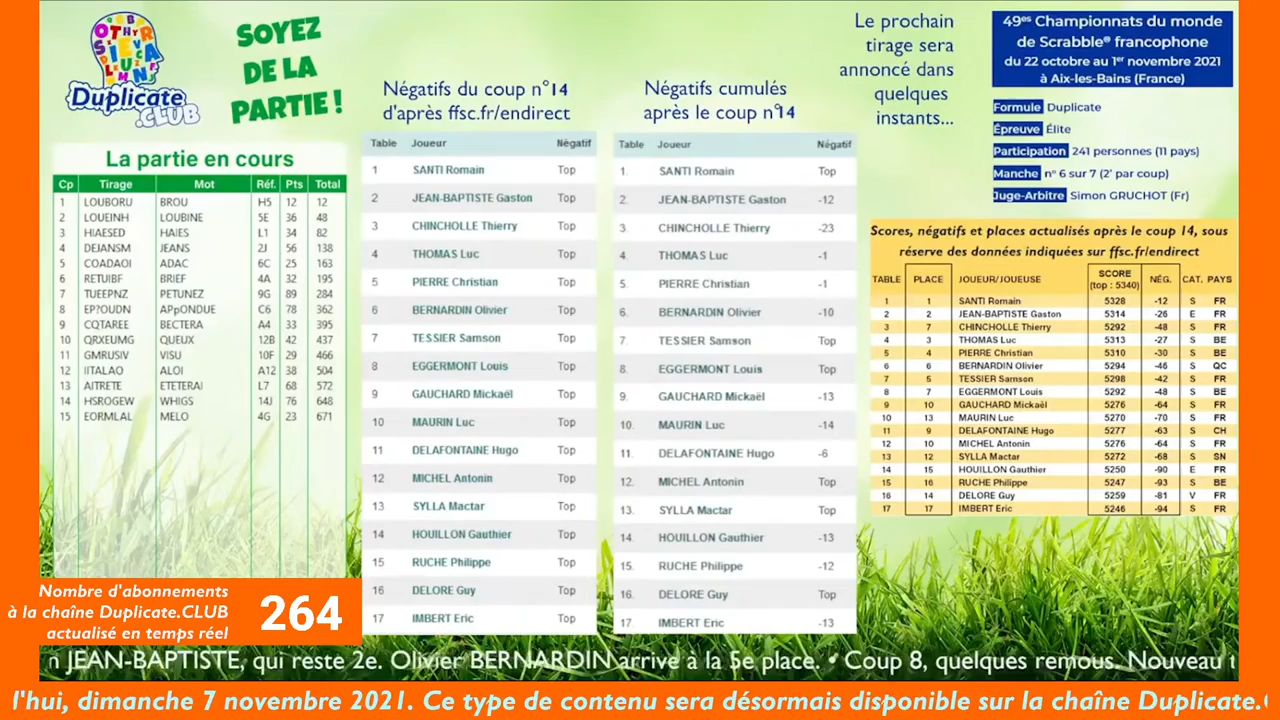 Duplicate
.CLUB
SOYEZ
DE LA
PARTIE !
La partie en cours
Cp Tirage Mot Réf. Pts Total
1 LOUBORU BROU H5 12 12
2 LOUEINH LOUBINE 5E 36 48
3 HIAESED HAIES L1 34 82
4 DEJANSM JEANS 2J 56 138
5 COADAOI ADAC 6C 25 163
6 RETUIBF BRIEF 4A 32 195
7 TUEEPNZ PETUNEZ 9G 89 284
8 EP?OUDN APpONDUE C6 78 362
9 CQTAREE BECTERA A4 33 395
10 QRXEUMG QUEUX 12B 42 437
11 GMRUSIV VISU 10F 29 466
12 IITALAO ALOI A12 38 504
13 AITRETE ETETERAI L7 68 572
14 HSROGEW WHIGS 14J 76 648
15 EORMLAL MELO 4G 23 671
Négatifs du coup n°14
d'après ffsc.fr/endirect
Table Joueur Négatif
1 SANTI Romain Top
2 JEAN-BAPTISTE Gaston Top
3 CHINCHOLLE Thierry Top
4 THOMAS Luc Top
5 PIERRE Christian Top
6 BERNARDIN Olivier Top
7 TESSIER Samson Top
8 EGGERMONT Louis Top
9 GAUCHARD Mickaël Top
10 MAURIN Luc Top
11 DELAFONTAINE Hugo Top
12 MICHEL Antonin Top
13 SYLLA Mactar Top
14 HOUILLON Gauthier Top
15 RUCHE Philippe Top
16 DELORE Guy Top
17 IMBERT Eric Top
Négatifs cumulés
après le coup n°14
Table Joueur Négatif
1. SANTI Romain Top
2. JEAN-BAPTISTE Gaston -12
3. CHINCHOLLE Thierry -23
4. THOMAS Luc -1
5. PIERRE Christian -1
6. BERNARDIN Olivier -10
7. TESSIER Samson Top
8. EGGERMONT Louis Top
9. GAUCHARD Mickaël -13
10. MAURIN Luc -14
11. DELAFONTAINE Hugo -6
12. MICHEL Antonin Top
13. SYLLA Mactar Top
14. HOUILLON Gauthier -13
15. RUCHE Philippe -12
16. DELORE Guy Top
17. IMBERT Eric -13
Le prochain
tirage sera
annoncé dans
quelques
instants...
49es Championnats du monde
de Scrabble® francophone
du 22 octobre au 1er novembre 2021
à Aix-les-Bains (France)
Formule Duplicate
Épreuve Élite
Participation 241 personnes (11 pays)
Manche n° 6 sur 7 (2' par coup)
Juge-Arbitre Simon GRUCHOT (Fr)
Scores, négatifs et places actualisés après le coup 14, sous
réserve des données indiquées sur ffsc.fr/endirect
TABLE PLACE JOUEUR/JOUEUSE SCORE (top : 5340) NÉG. CAT. PAYS
1 1 SANTI Romain 5328 -12 S FR
2 2 JEAN-BAPTISTE Gaston 5314 -26 E FR
3 7 CHINCHOLLE Thierry 5292 -48 S FR
4 3 THOMAS Luc 5313 -27 S BE
5 4 PIERRE Christian 5310 -30 S BE
6 6 BERNARDIN Olivier 5294 -46 S QC
7 5 TESSIER Samson 5298 -42 S FR
8 7 EGGERMONT Louis 5292 -48 S BE
9 10 GAUCHARD Mickaël 5276 -64 S FR
10 13 MAURIN Luc 5270 -70 S FR
11 9 DELAFONTAINE Hugo 5277 -63 S CH
12 10 MICHEL Antonin 5276 -64 S FR
13 12 SYLLA Mactar 5272 -68 S SN
14 15 HOUILLON Gauthier 5250 -90 E FR
15 16 RUCHE Philippe 5247 -93 S BE
16 14 DELORE Guy 5259 -81 V FR
17 17 IMBERT Eric 5246 -94 S FR
Nombre d'abonnements
à la chaîne Duplicate.CLUB
actualisé en temps réel
264
n JEAN-BAPTISTE, qui reste 2e. Olivier BERNARDIN arrive à la 5e place. • Coup 8, quelques remous. Nouveau
l'hui, dimanche 7 novembre 2021. Ce type de contenu sera désormais disponible sur la chaîne Duplicate.